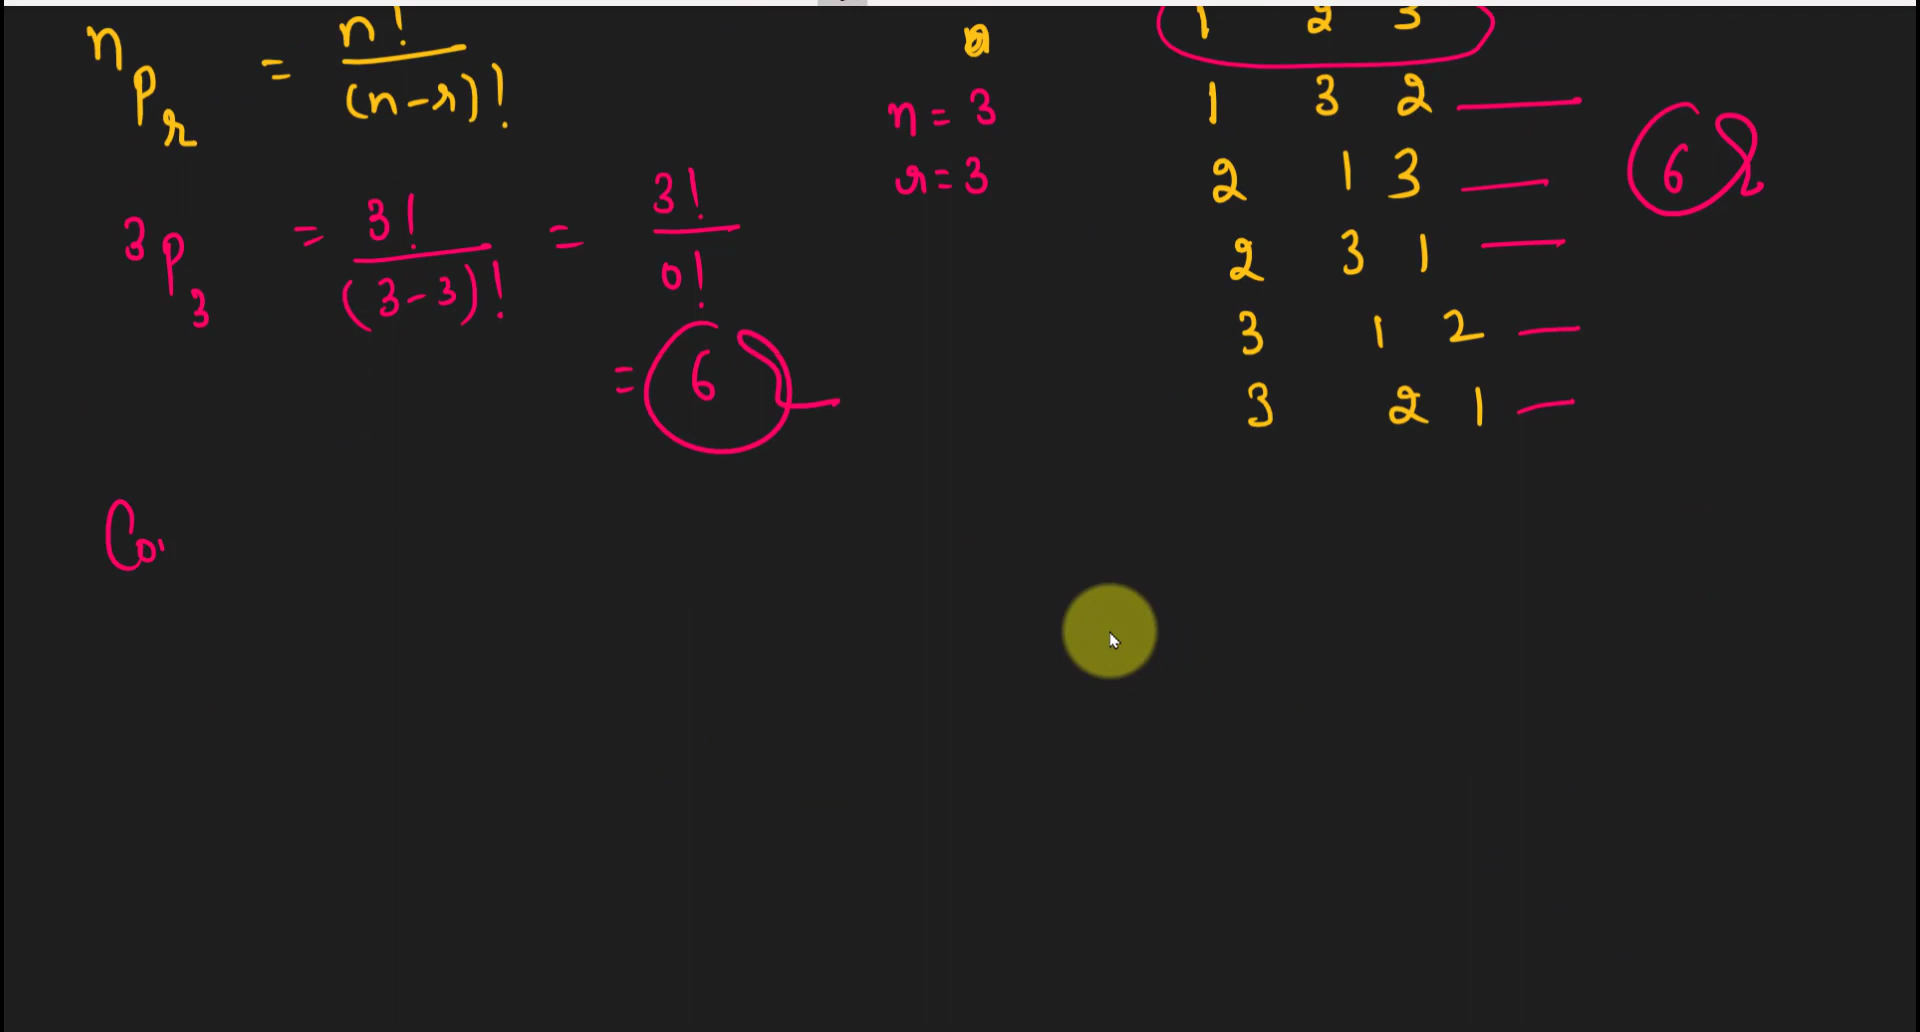 nPr = n! / (n-r)!
3P3 = 3! / (3-3)! = 3! / 0!
= 6
n = 3
r = 3
1 2 3
1 3 2
2 1 3
2 3 1
3 1 2
3 2 1
6